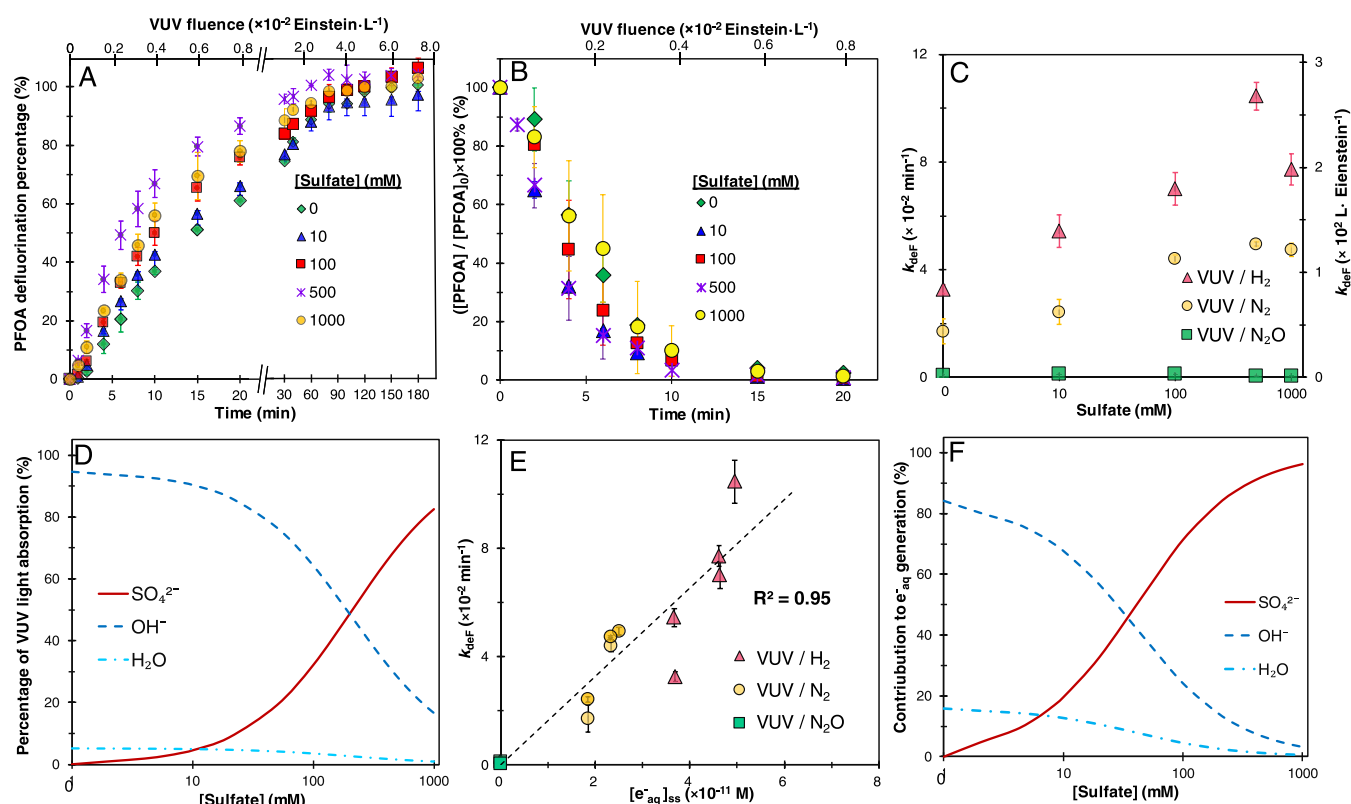 VUV fluence (×10⁻² Einstein·L⁻¹)
0 0.2 0.4 0.6 0.8 2.0 4.0 6.0 8.0
A
PFOA defluorination percentage (%)
100
80
60
40
20
0
[Sulfate] (mM)
0
10
100
500
1000
0 5 10 15 20 30 60 90 120 150 180
Time (min)
VUV fluence (×10⁻² Einstein·L⁻¹)
0 0.2 0.4 0.6 0.8
B
([PFOA] / [PFOA]₀)×100% (%)
100
80
60
40
20
0
[Sulfate] (mM)
0
10
100
500
1000
0 5 10 15 20
Time (min)
C
k_deF (× 10⁻² min⁻¹)
12
9
6
3
0
k_deF (× 10² L· Eienstein⁻¹)
3
2
1
0
VUV / H₂
VUV / N₂
VUV / N₂O
0 10 100 1000
Sulfate (mM)
D
Percentage of VUV light absorption (%)
100
80
60
40
20
0
SO₄²⁻
OH⁻
H₂O
0 10 100 1000
[Sulfate] (mM)
E
k_deF (×10⁻² min⁻¹)
12
8
4
0
R² = 0.95
VUV / H₂
VUV / N₂
VUV / N₂O
0 2 4 6 8
[e⁻_aq]ss (×10⁻¹¹ M)
F
Contriubution to e⁻_aq generation (%)
100
80
60
40
20
0
SO₄²⁻
OH⁻
H₂O
0 10 100 1000
[Sulfate] (mM)